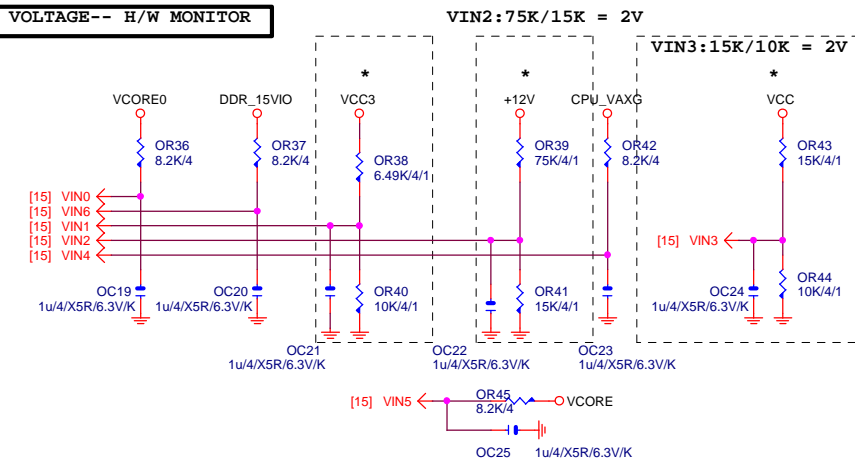 VOLTAGE-- H/W MONITOR
VIN2:75K/15K = 2V
VIN3:15K/10K = 2V
*
*
*
VCORE0
DDR_15VIO
VCC3
+12V
CPU_VAXG
VCC
OR36
8.2K/4
OR37
8.2K/4
OR38
6.49K/4/1
OR39
75K/4/1
OR42
8.2K/4
OR43
15K/4/1
[15] VIN0
[15] VIN6
[15] VIN1
[15] VIN2
[15] VIN4
[15] VIN3
OC19
1u/4/X5R/6.3V/K
OC20
1u/4/X5R/6.3V/K
OR40
10K/4/1
OR41
15K/4/1
OC24
1u/4/X5R/6.3V/K
OR44
10K/4/1
OC21
1u/4/X5R/6.3V/K
OC22
1u/4/X5R/6.3V/K
OC23
1u/4/X5R/6.3V/K
[15] VIN5
OR45
8.2K/4
VCORE
OC25
1u/4/X5R/6.3V/K